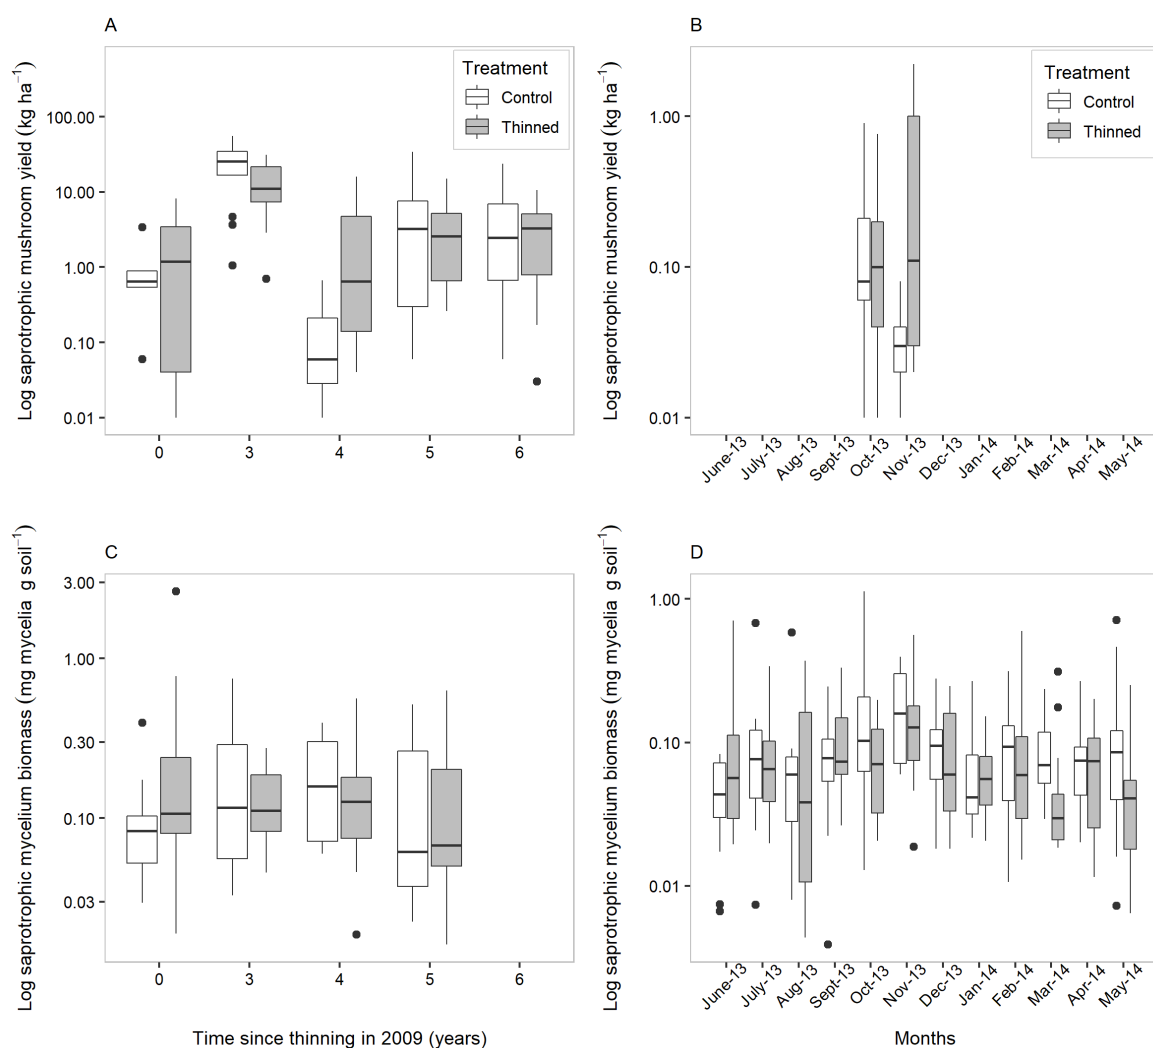 A
Log saprotrophic mushroom yield (kg ha⁻¹)
100.00
10.00
1.00
0.10
0.01
Treatment
Control
Thinned
0 3 4 5 6
B
Log saprotrophic mushroom yield (kg ha⁻¹)
1.00
0.10
0.01
Treatment
Control
Thinned
June-13 July-13 Aug-13 Sept-13 Oct-13 Nov-13 Dec-13 Jan-14 Feb-14 Mar-14 Apr-14 May-14
C
Log saprotrophic mycelium biomass (mg mycelia g soil⁻¹)
3.00
1.00
0.30
0.10
0.03
0 3 4 5 6
Time since thinning in 2009 (years)
D
Log saprotrophic mycelium biomass (mg mycelia g soil⁻¹)
1.00
0.10
0.01
June-13 July-13 Aug-13 Sept-13 Oct-13 Nov-13 Dec-13 Jan-14 Feb-14 Mar-14 Apr-14 May-14
Months